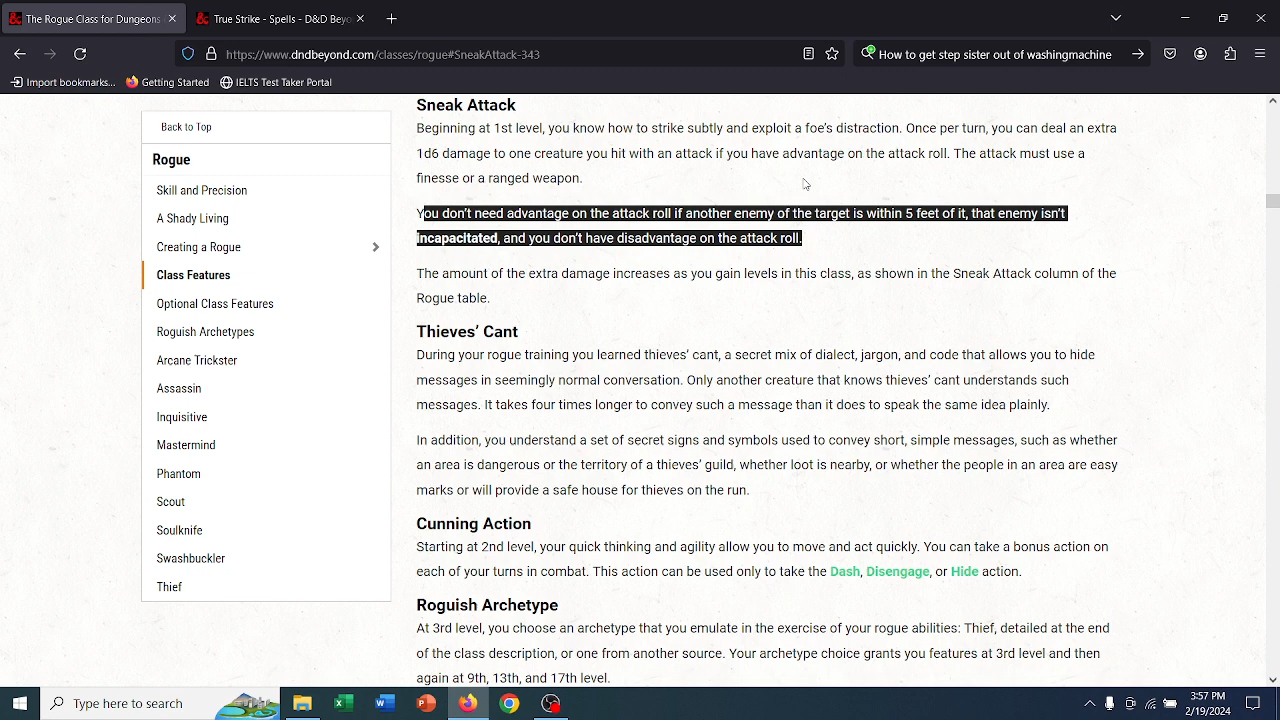 The Rogue Class for Dungeons
True Strike - Spells - D&D Beyo
https://www.dndbeyond.com/classes/rogue#SneakAttack-343
How to get step sister out of washingmachine
Import bookmarks...
Getting Started
IELTS Test Taker Portal
Back to Top
Rogue
Skill and Precision
A Shady Living
Creating a Rogue
Class Features
Optional Class Features
Roguish Archetypes
Arcane Trickster
Assassin
Inquisitive
Mastermind
Phantom
Scout
Soulknife
Swashbuckler
Thief
Sneak Attack
Beginning at 1st level, you know how to strike subtly and exploit a foe's distraction. Once per turn, you can deal an extra
1d6 damage to one creature you hit with an attack if you have advantage on the attack roll. The attack must use a
finesse or a ranged weapon.
You don't need advantage on the attack roll if another enemy of the target is within 5 feet of it, that enemy isn't
incapacitated, and you don't have disadvantage on the attack roll.
The amount of the extra damage increases as you gain levels in this class, as shown in the Sneak Attack column of the
Rogue table.
Thieves' Cant
During your rogue training you learned thieves' cant, a secret mix of dialect, jargon, and code that allows you to hide
messages in seemingly normal conversation. Only another creature that knows thieves' cant understands such
messages. It takes four times longer to convey such a message than it does to speak the same idea plainly.
In addition, you understand a set of secret signs and symbols used to convey short, simple messages, such as whether
an area is dangerous or the territory of a thieves' guild, whether loot is nearby, or whether the people in an area are easy
marks or will provide a safe house for thieves on the run.
Cunning Action
Starting at 2nd level, your quick thinking and agility allow you to move and act quickly. You can take a bonus action on
each of your turns in combat. This action can be used only to take the Dash, Disengage, or Hide action.
Roguish Archetype
At 3rd level, you choose an archetype that you emulate in the exercise of your rogue abilities: Thief, detailed at the end
of the class description, or one from another source. Your archetype choice grants you features at 3rd level and then
again at 9th, 13th, and 17th level.
Type here to search
3:57 PM
2/19/2024